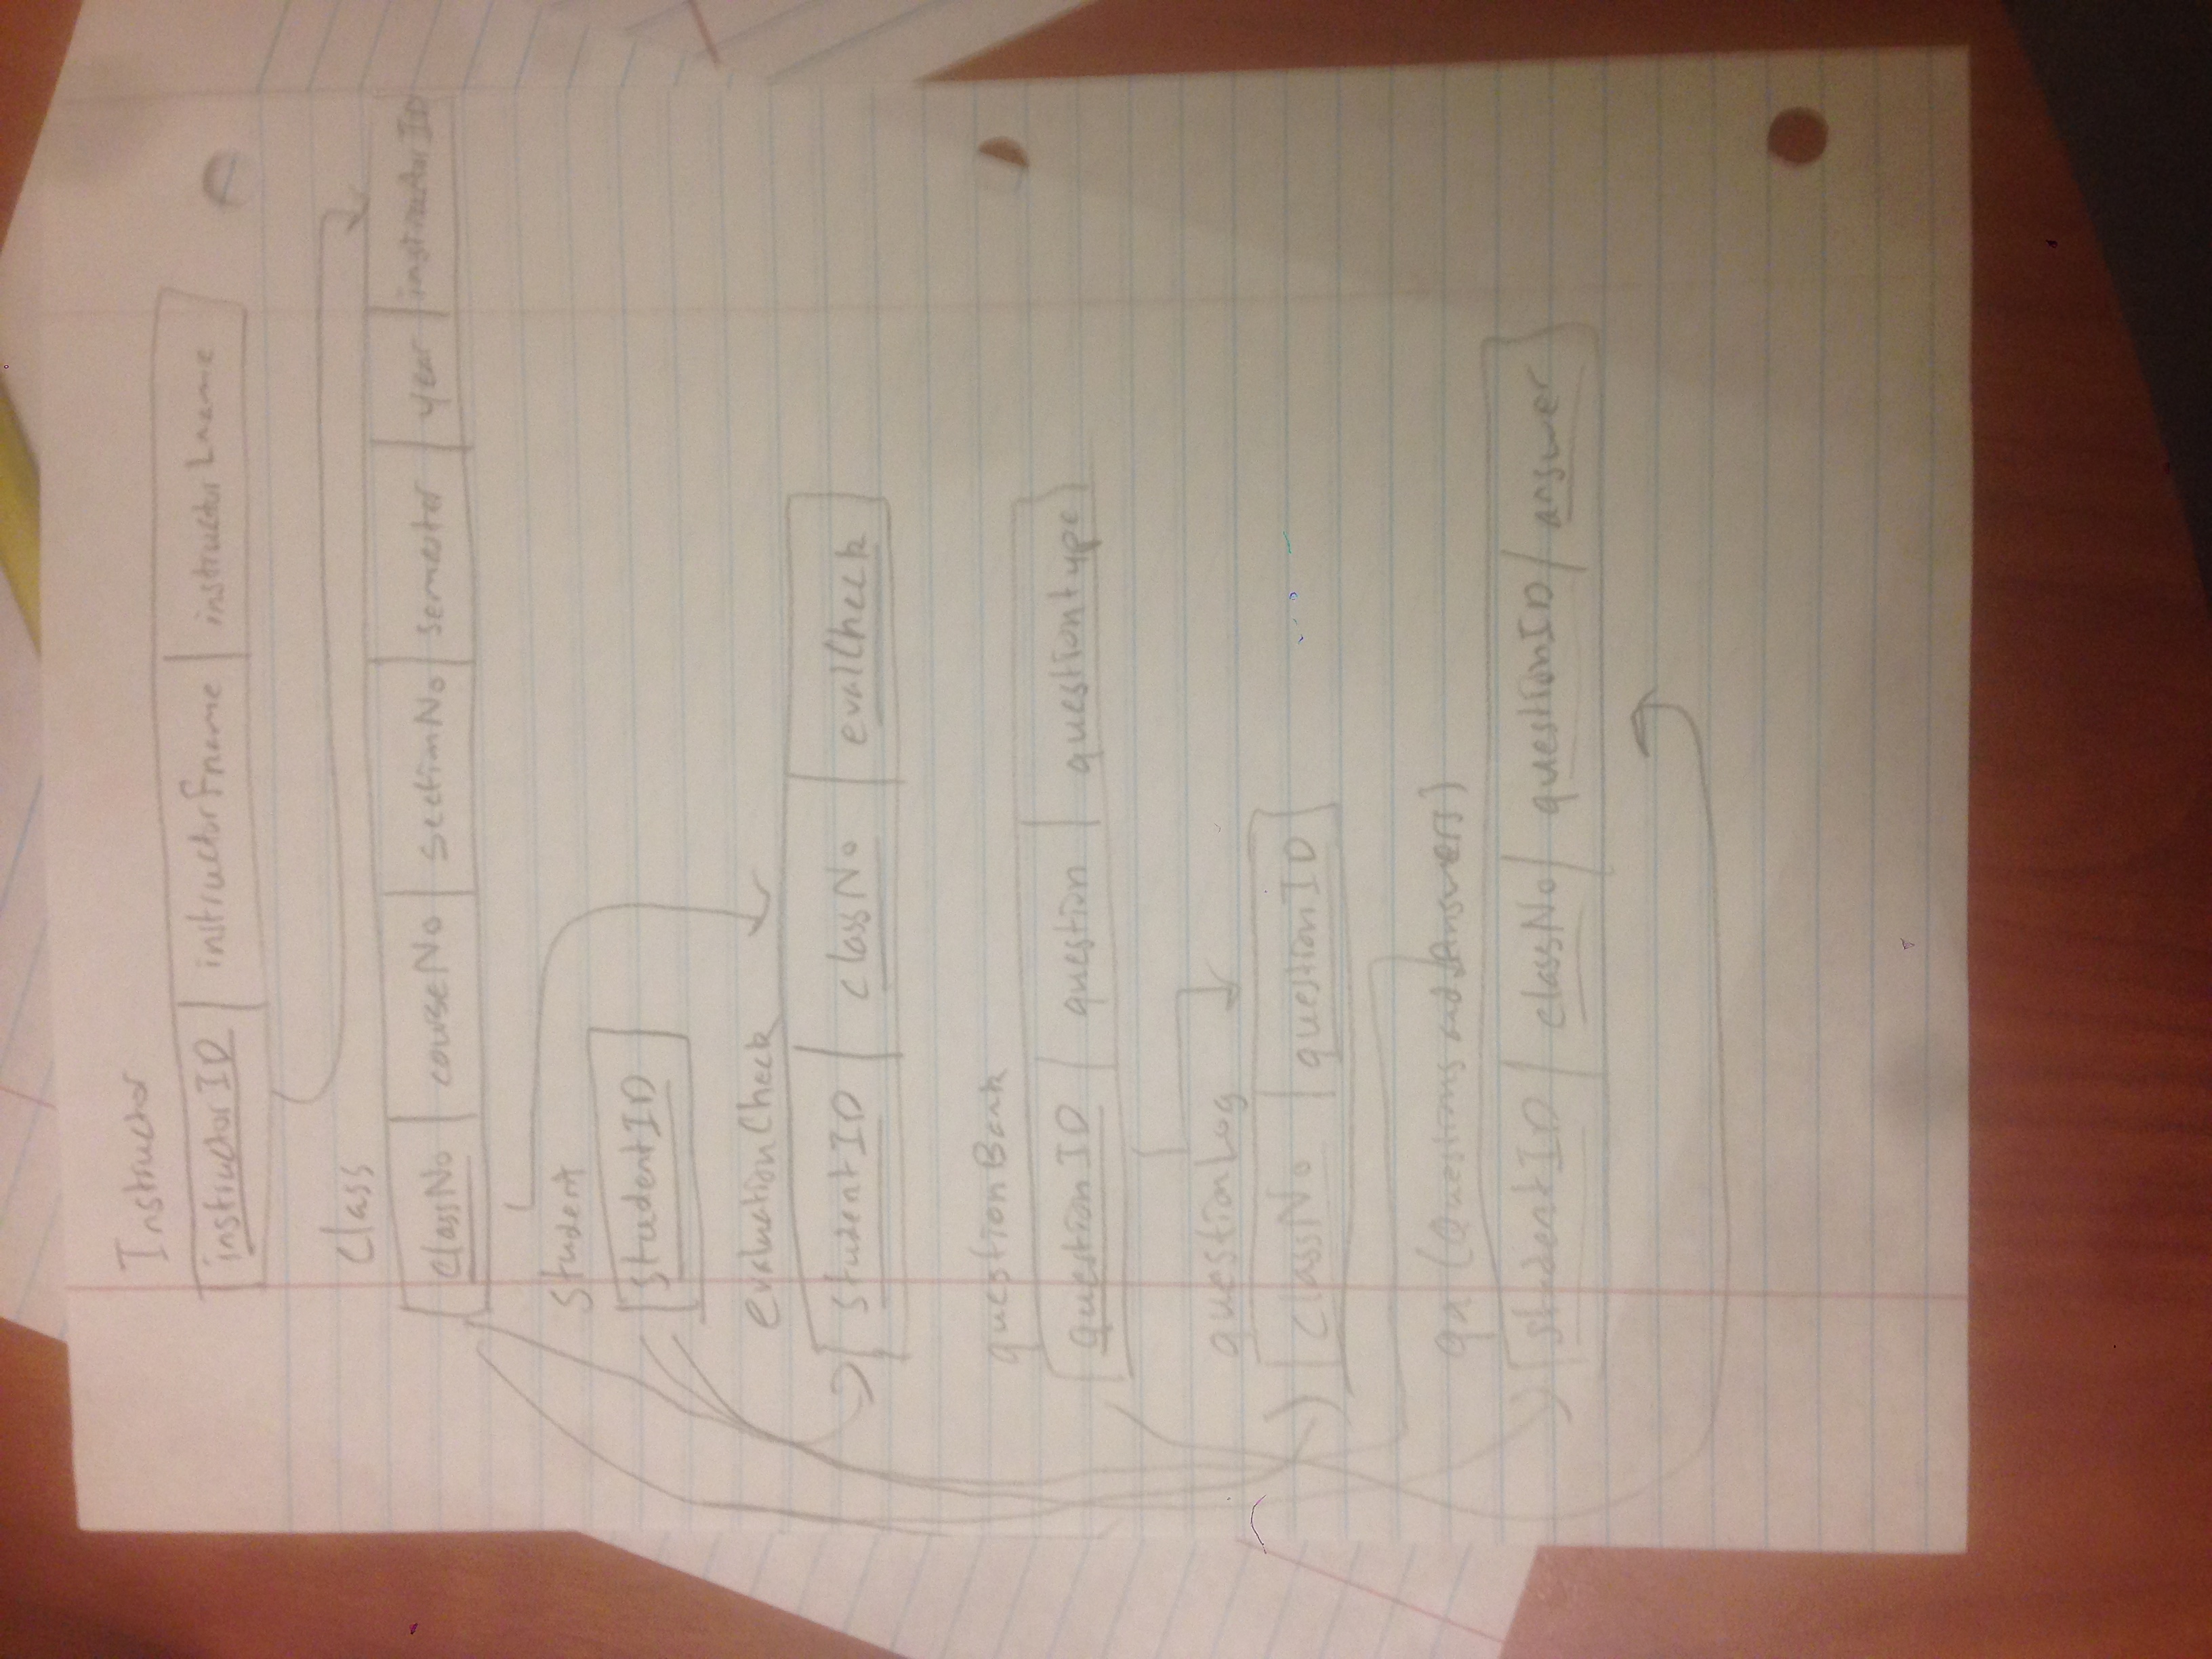 Instructor
instructorID instructorFname instructorLname
Class
classNo courseNo sectionNo semester year instructorID
Student
studentID
evaluationCheck
studentID classNo evalCheck
questionBank
questionID question questiontype
questionLog
classNo questionID
qa (Questions and Answers)
studentID classNo questionID answer